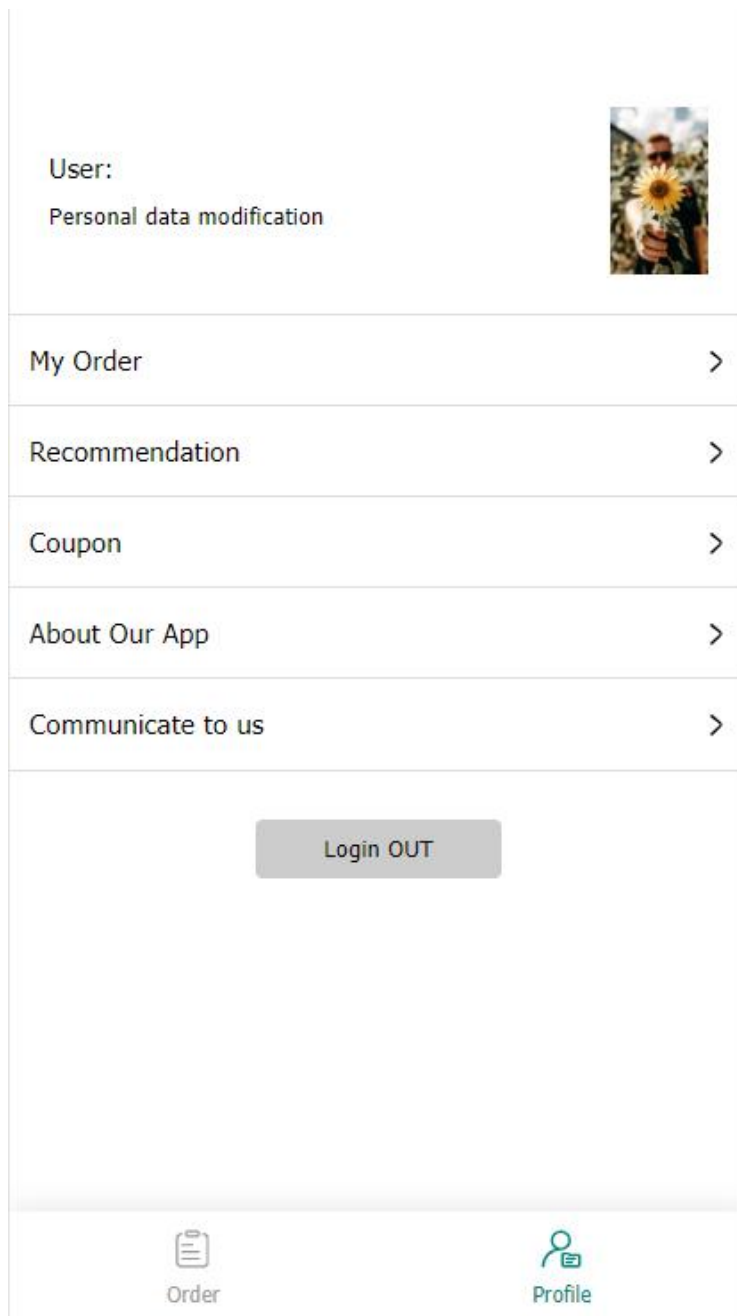 User:
Personal data modification
My Order
Recommendation
Coupon
About Our App
Communicate to us
Login OUT
Order
Profile